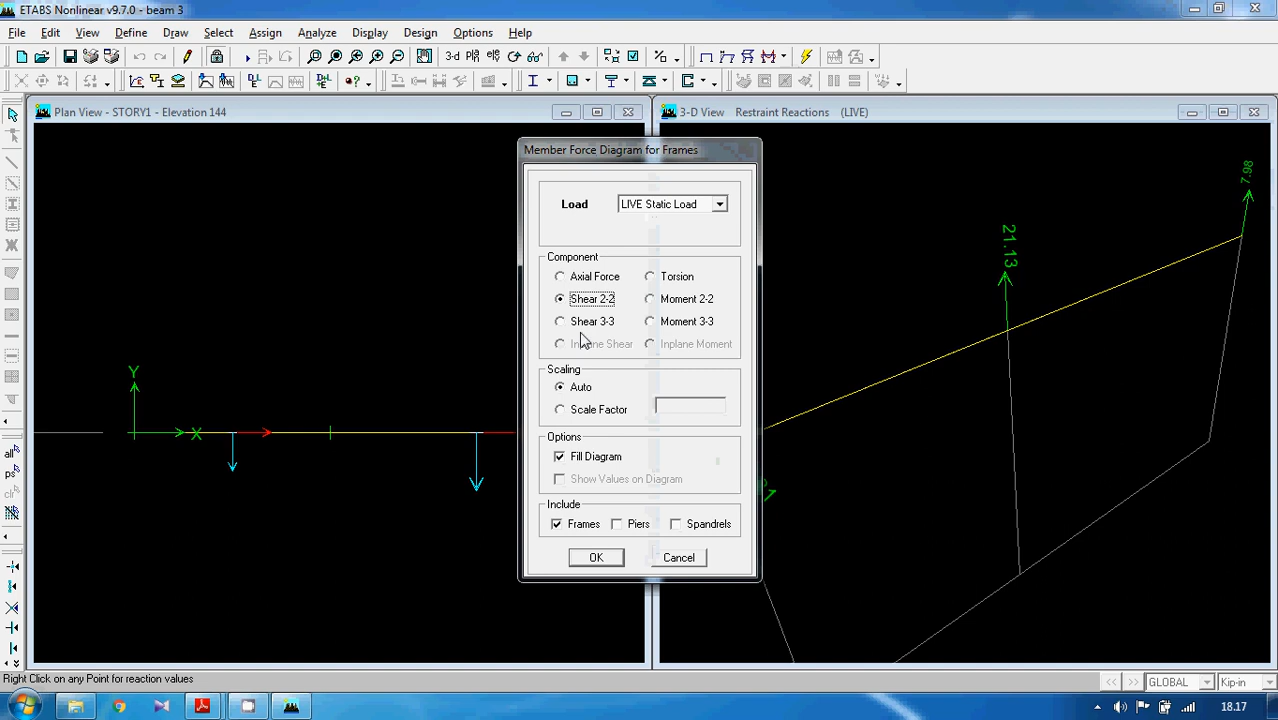 ETABS Nonlinear v9.7.0 - beam 3
File Edit View Define Draw Select Assign Analyze Display Design Options Help
3-d
Plan View - STORY1 - Elevation 144
3-D View Restraint Reactions (LIVE)
Member Force Diagram for Frames
Load LIVE Static Load
Component
Axial Force Torsion
Shear 2-2 Moment 2-2
Shear 3-3 Moment 3-3
Inplane Shear Inplane Moment
Scaling
Auto
Scale Factor
Options
Fill Diagram
Show Values on Diagram
Include
Frames Piers Spandrels
OK Cancel
Y
X
21.13
7.98
all
ps
clr
Right Click on any Point for reaction values
GLOBAL Kip-in
18.17